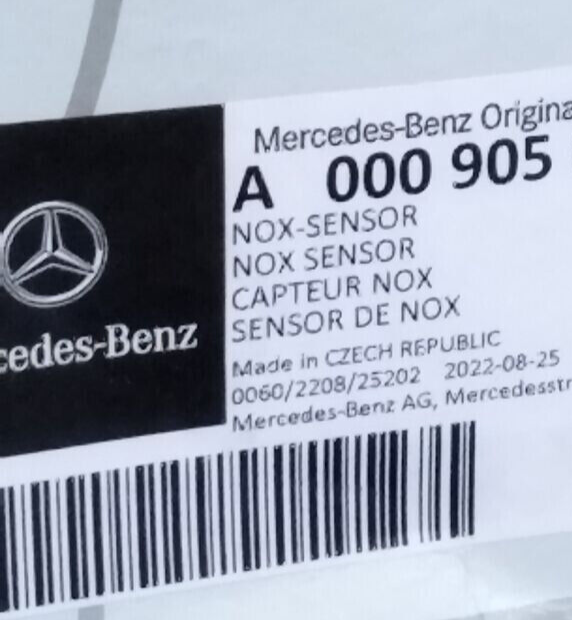 Mercedes-Benz Origina
A 000 905
NOX-SENSOR
NOX SENSOR
CAPTEUR NOX
SENSOR DE NOX
Made in CZECH REPUBLIC
0060/2208/25202 2022-08-25
Mercedes-Benz AG, Mercedesstr
cedes-Benz